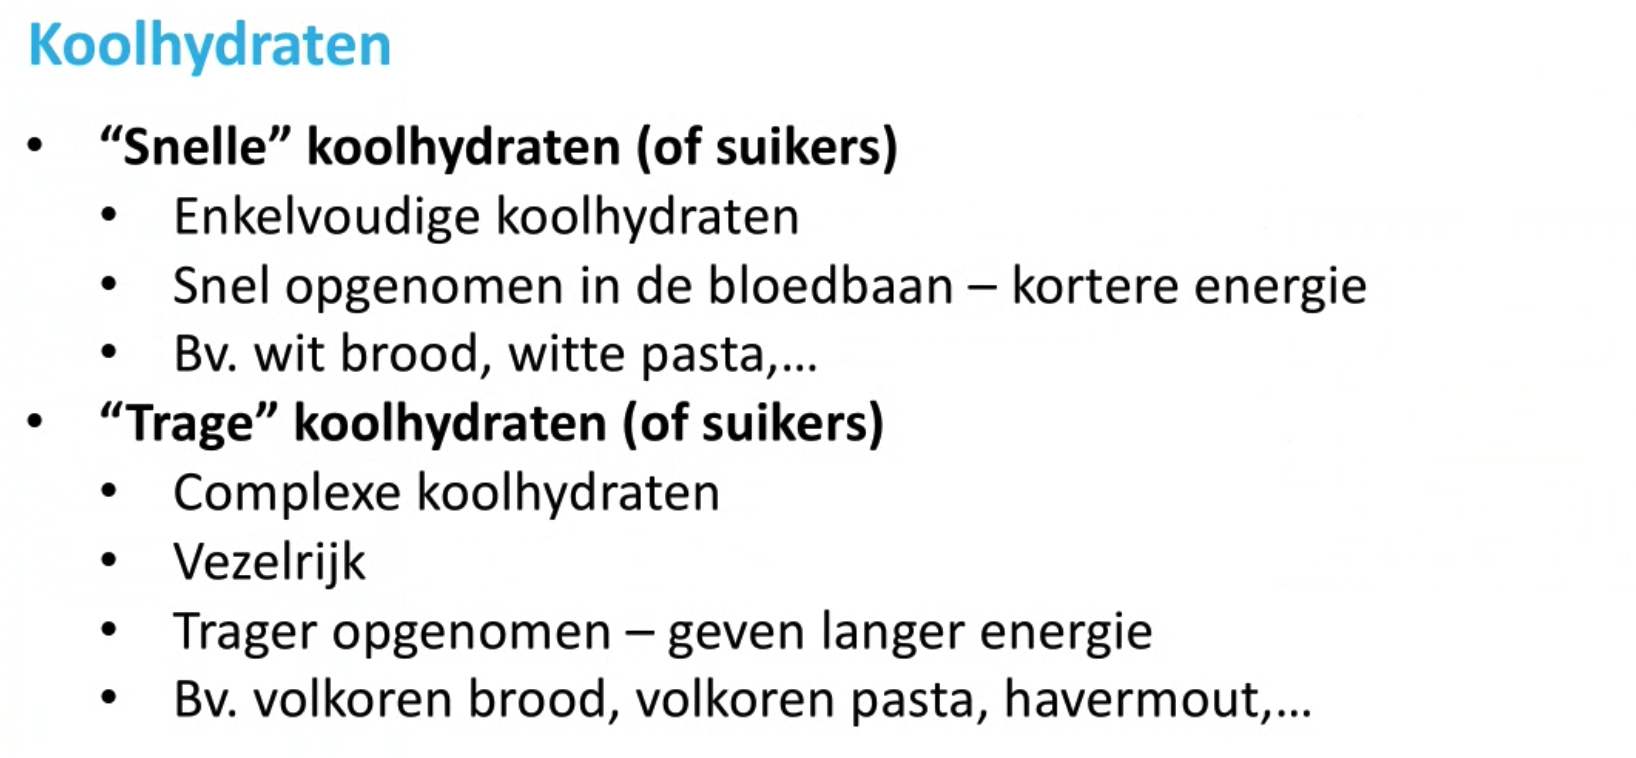 Koolhydraten
• “Snelle” koolhydraten (of suikers)
• Enkelvoudige koolhydraten
• Snel opgenomen in de bloedbaan – kortere energie
• Bv. wit brood, witte pasta,...
• “Trage” koolhydraten (of suikers)
• Complexe koolhydraten
• Vezelrijk
• Trager opgenomen – geven langer energie
• Bv. volkoren brood, volkoren pasta, havermout,...